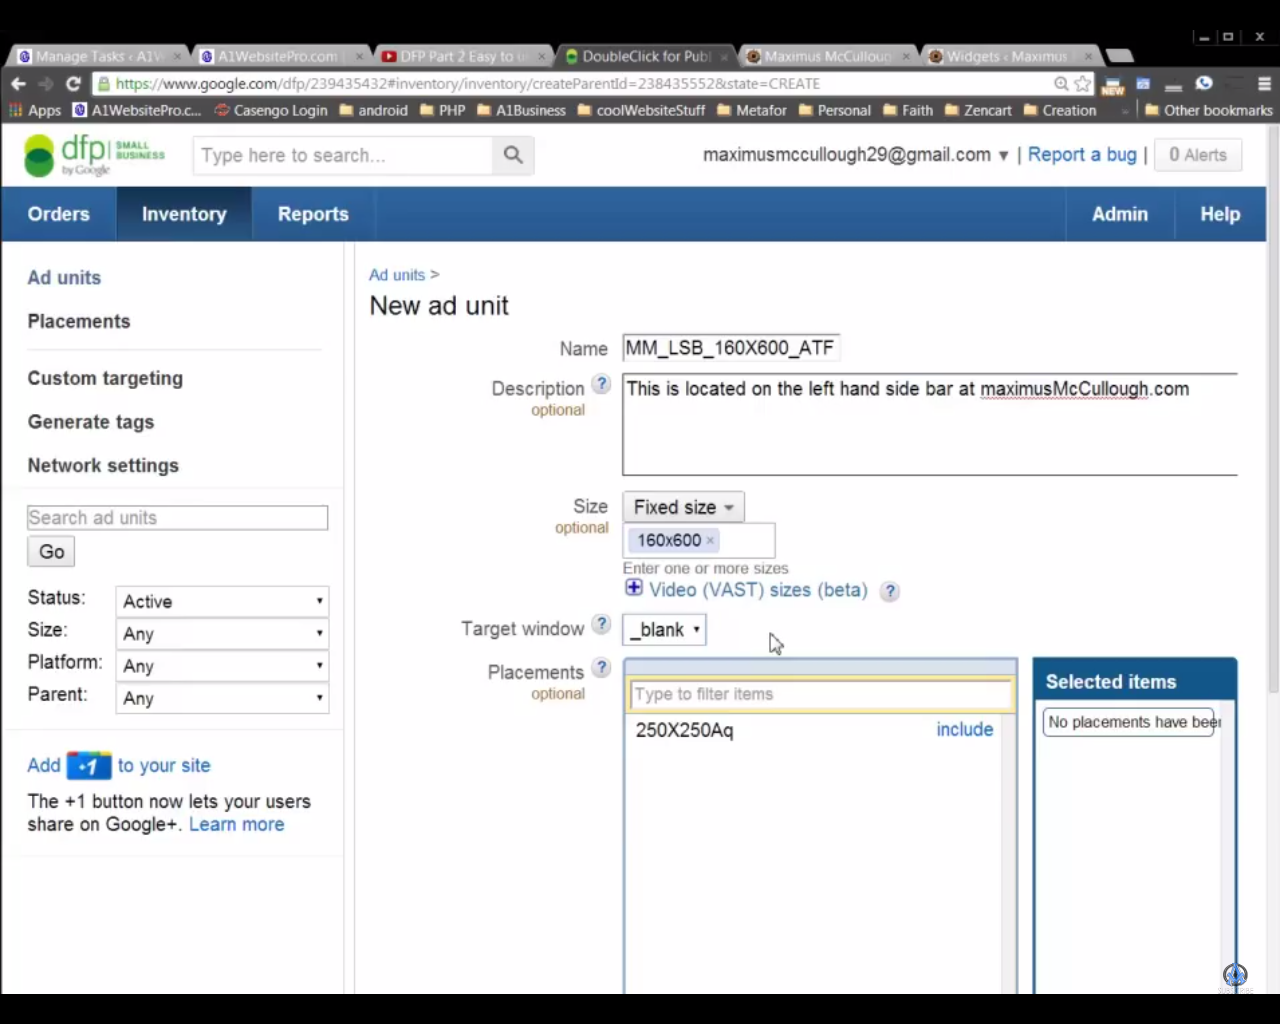 Manage Tasks ‹ A1W
A1WebsitePro.com
DFP Part 2 Easy to u
DoubleClick for Publ
Maximus McCullough
Widgets ‹ Maximus
https://www.google.com/dfp/239435432#inventory/inventory/createParentId=238435552&state=CREATE
NEW
Apps
A1WebsitePro.c...
Casengo Login
android
PHP
A1Business
coolWebsiteStuff
Metafor
Personal
Faith
Zencart
Creation
Other bookmarks
dfp SMALL BUSINESS
by Google
Type here to search...
maximusmccullough29@gmail.com ▾ | Report a bug |
0 Alerts
Orders
Inventory
Reports
Admin
Help
Ad units
Placements
Custom targeting
Generate tags
Network settings
Search ad units
Go
Status: Active
Size: Any
Platform: Any
Parent: Any
Add +1 to your site
The +1 button now lets your users
share on Google+. Learn more
Ad units >
New ad unit
Name MM_LSB_160X600_ATF
Description ? This is located on the left hand side bar at maximusMcCullough.com
optional
Size Fixed size
optional
160x600 ×
Enter one or more sizes
Video (VAST) sizes (beta) ?
Target window ? _blank
Placements ?
optional
Type to filter items
250X250Aq include
Selected items
No placements have been